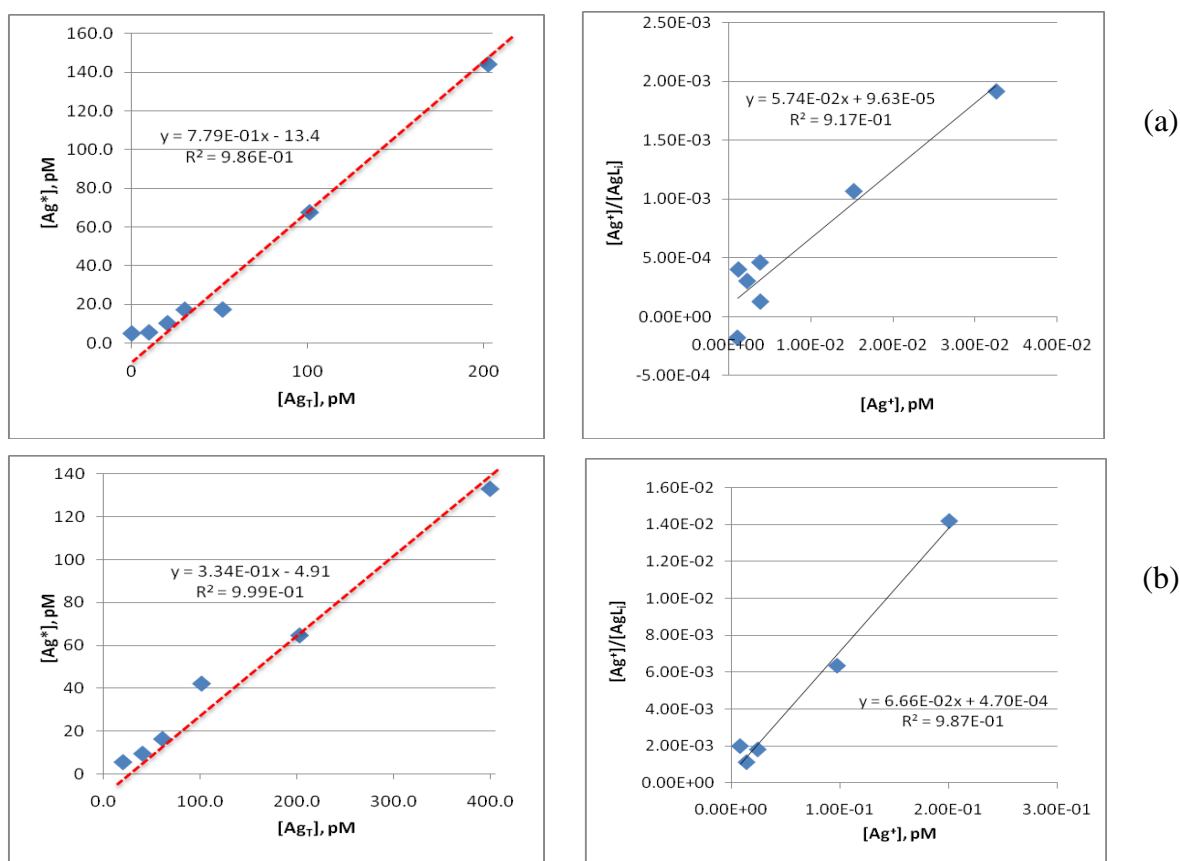 160.0
140.0
120.0
100.0
80.0
60.0
40.0
20.0
0.0
y = 7.79E-01x - 13.4
R² = 9.86E-01
[Ag*], pM
0
100
200
[Ag_T], pM
2.50E-03
2.00E-03
1.50E-03
1.00E-03
5.00E-04
0.00E+00
-5.00E-04
y = 5.74E-02x + 9.63E-05
R² = 9.17E-01
[Ag⁺]/[AgLᵢ]
0.00E+00
1.00E-02
2.00E-02
3.00E-02
4.00E-02
[Ag⁺], pM
(a)
140
120
100
80
60
40
20
0
y = 3.34E-01x - 4.91
R² = 9.99E-01
[Ag*], pM
0.0
100.0
200.0
300.0
400.0
[Ag_T], pM
1.60E-02
1.40E-02
1.20E-02
1.00E-02
8.00E-03
6.00E-03
4.00E-03
2.00E-03
0.00E+00
y = 6.66E-02x + 4.70E-04
R² = 9.87E-01
[Ag⁺]/[AgLᵢ]
0.00E+00
1.00E-01
2.00E-01
3.00E-01
[Ag⁺], pM
(b)